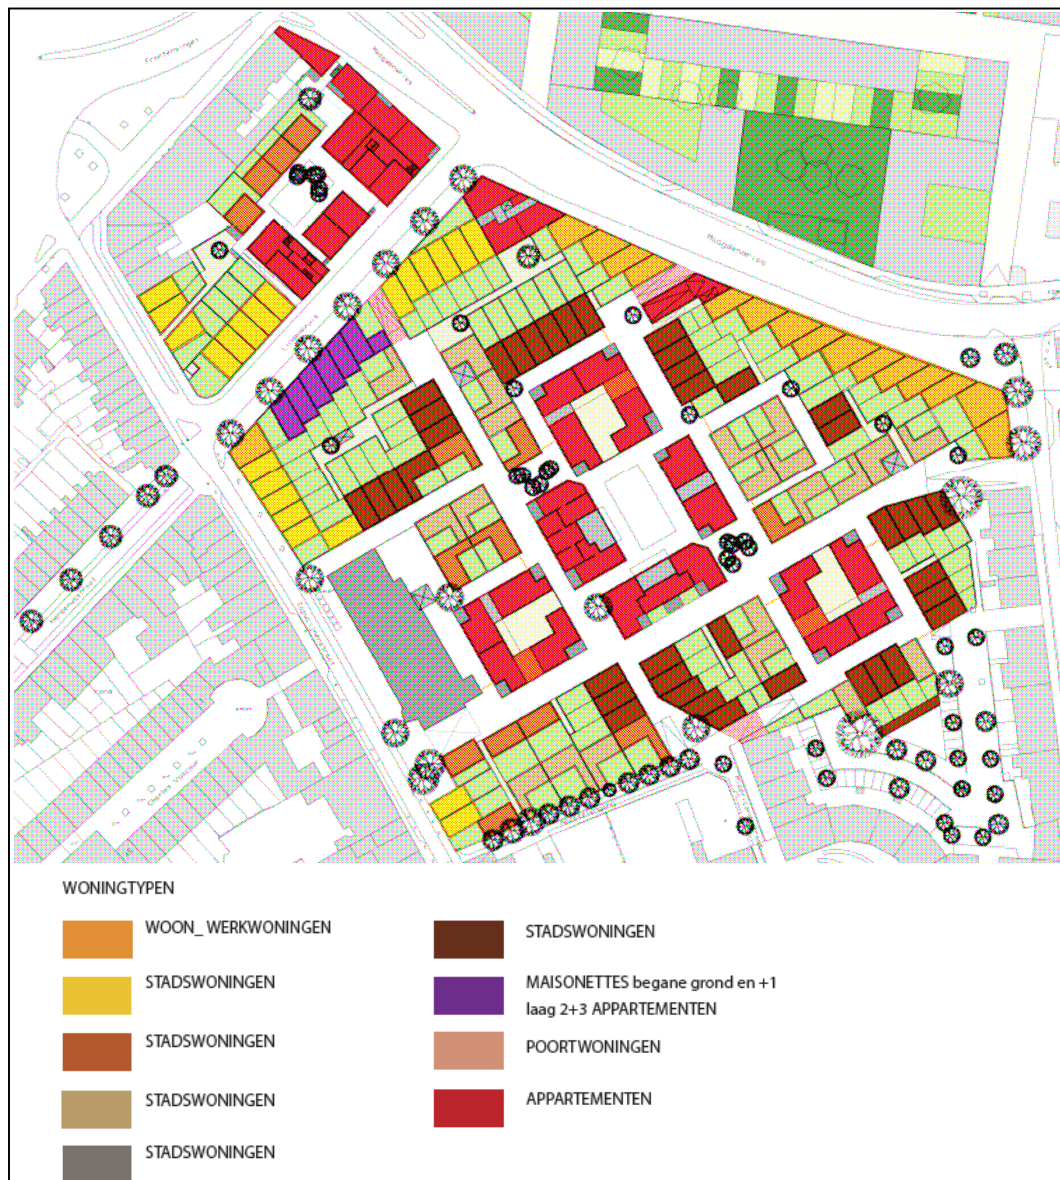 WONINGTYPEN
WOON_ WERKWONINGEN
STADSWONINGEN
STADSWONINGEN
STADSWONINGEN
STADSWONINGEN
STADSWONINGEN
MAISONETTES begane grond en +1
laag 2+3 APPARTEMENTEN
POORTWONINGEN
APPARTEMENTEN